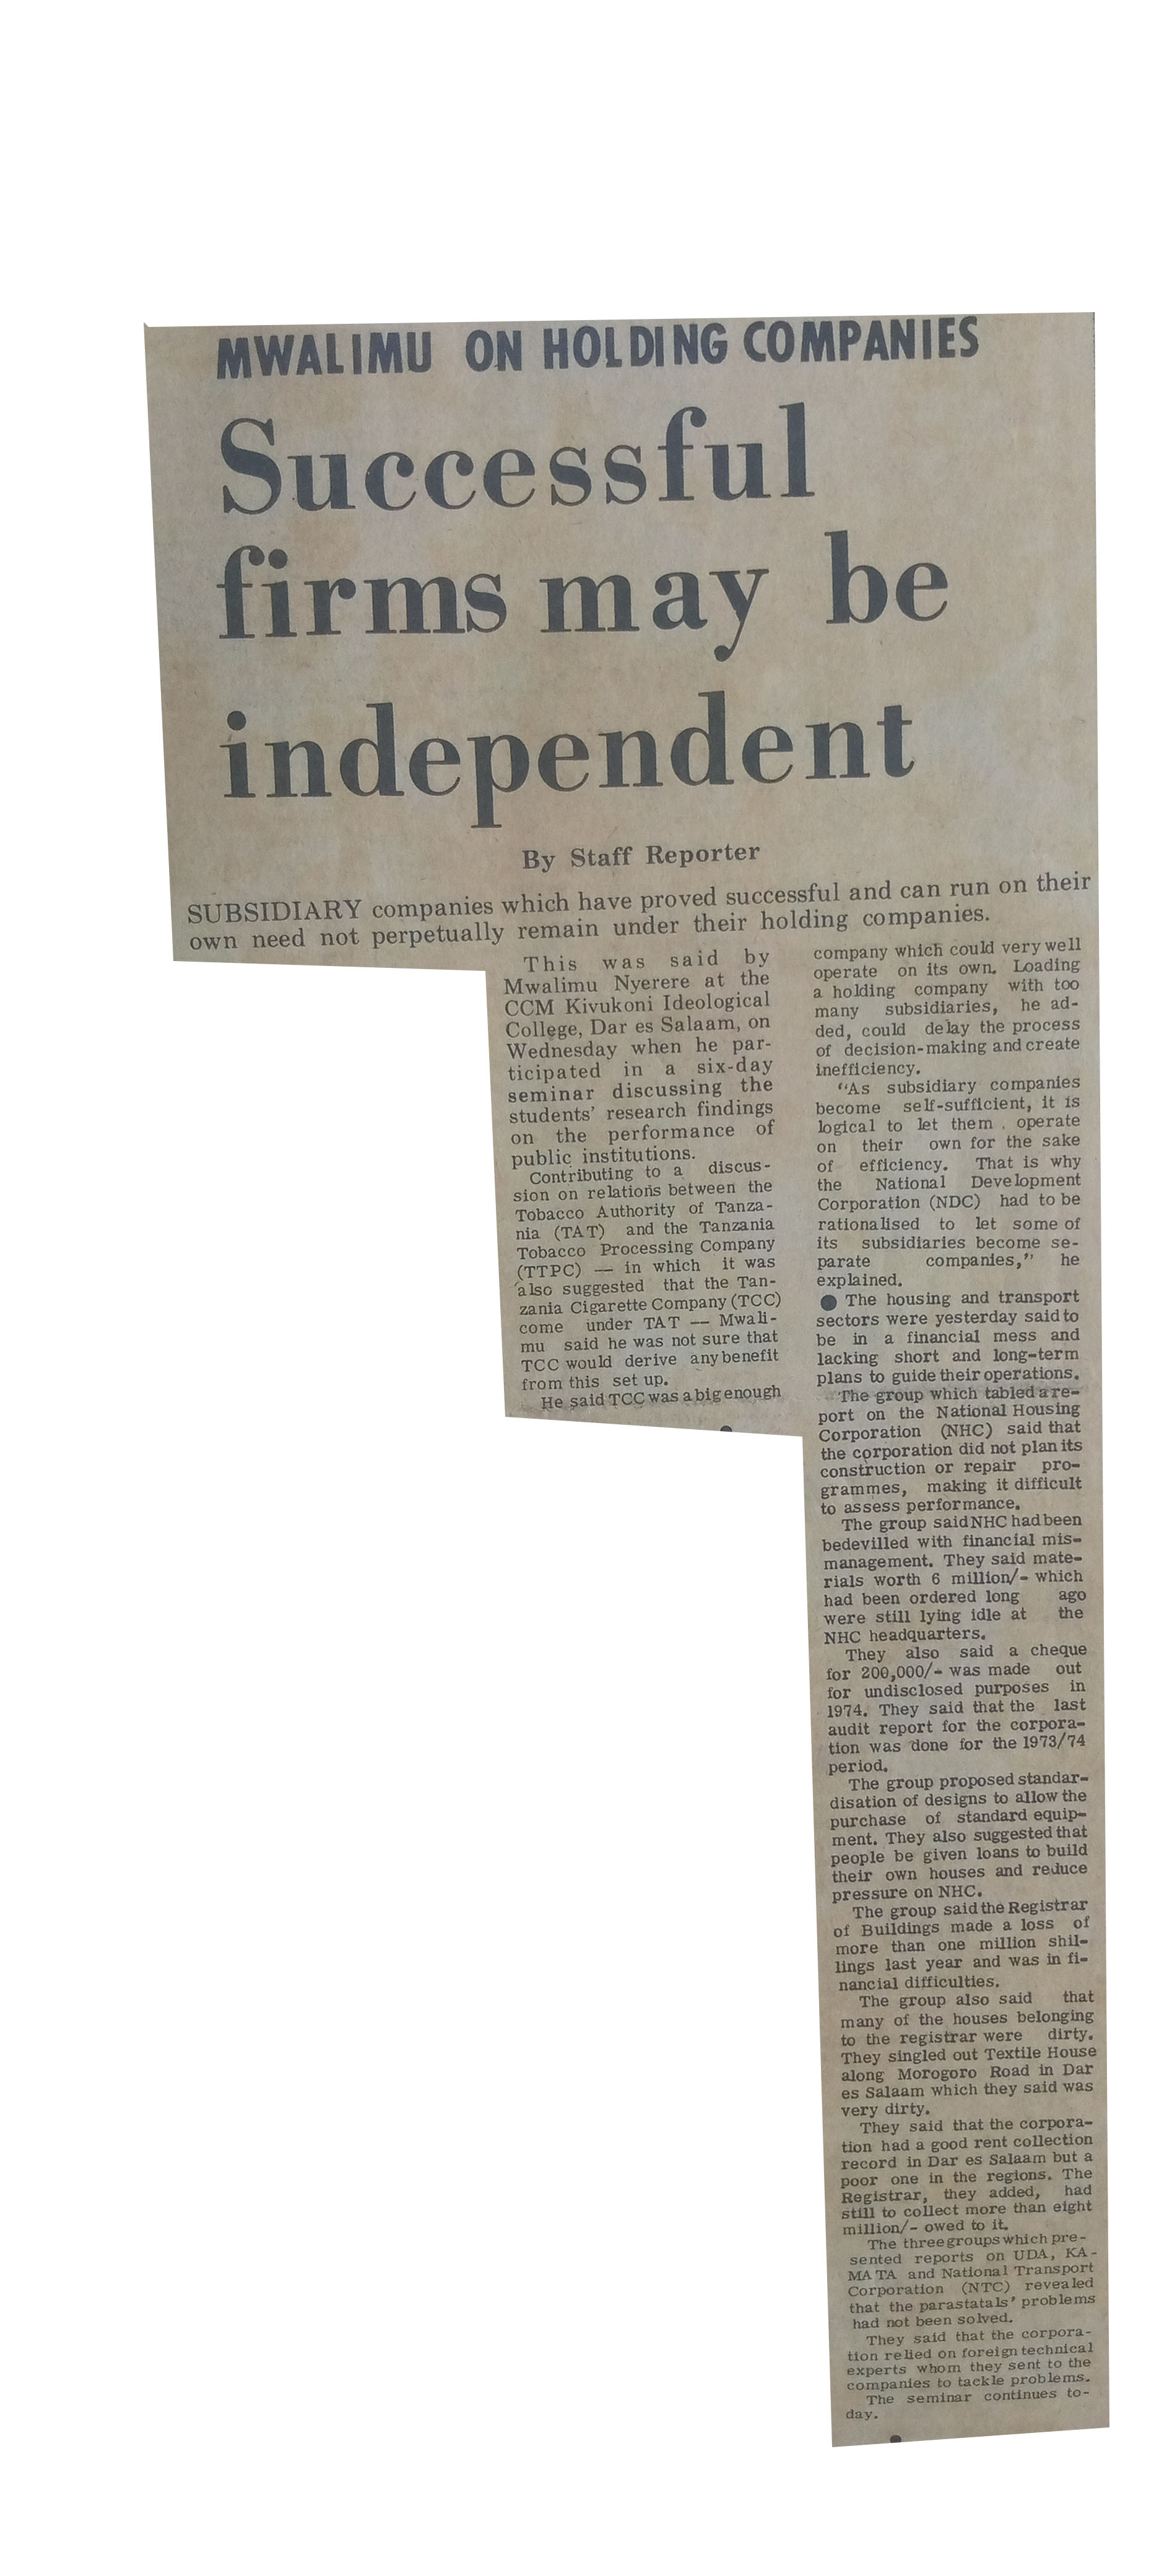 MWALIMU ON HOLDING COMPANIES
Successful
firms may be
independent
By Staff Reporter
SUBSIDIARY companies which have proved successful and can run on their
own need not perpetually remain under their holding companies.
This was said by
Mwalimu Nyerere at the
CCM Kivukoni Ideological
College, Dar es Salaam, on
Wednesday when he par-
ticipated in a six-day
seminar discussing the
students' research findings
on the performance of
public institutions.
Contributing to a discus-
sion on relations between the
Tobacco Authority of Tanza-
nia (TAT) and the Tanzania
Tobacco Processing Company
(TTPC) — in which it was
also suggested that the Tan-
zania Cigarette Company (TCC)
come under TAT — Mwali-
mu said he was not sure that
TCC would derive any benefit
from this set up.
He said TCC was a big enough
company which could very well
operate on its own. Loading
a holding company with too
many subsidiaries, he ad-
ded, could delay the process
of decision-making and create
inefficiency.
"As subsidiary companies
become self-sufficient, it is
logical to let them operate
on their own for the sake
of efficiency. That is why
the National Development
Corporation (NDC) had to be
rationalised to let some of
its subsidiaries become se-
parate companies," he
explained.
● The housing and transport
sectors were yesterday said to
be in a financial mess and
lacking short and long-term
plans to guide their operations.
The group which tabled a re-
port on the National Housing
Corporation (NHC) said that
the corporation did not plan its
construction or repair pro-
grammes, making it difficult
to assess performance.
The group said NHC had been
bedevilled with financial mis-
management. They said mate-
rials worth 6 million/- which
had been ordered long ago
were still lying idle at the
NHC headquarters.
They also said a cheque
for 200,000/- was made out
for undisclosed purposes in
1974. They said that the last
audit report for the corpora-
tion was done for the 1973/74
period.
The group proposed standar-
disation of designs to allow the
purchase of standard equip-
ment. They also suggested that
people be given loans to build
their own houses and reduce
pressure on NHC.
The group said the Registrar
of Buildings made a loss of
more than one million shil-
lings last year and was in fi-
nancial difficulties.
The group also said that
many of the houses belonging
to the registrar were dirty.
They singled out Textile House
along Morogoro Road in Dar
es Salaam which they said was
very dirty.
They said that the corpora-
tion had a good rent collection
record in Dar es Salaam but a
poor one in the regions. The
Registrar, they added, had
still to collect more than eight
million/- owed to it.
The three groups which pre-
sented reports on UDA, KA-
MATA and National Transport
Corporation (NTC) revealed
that the parastatals' problems
had not been solved.
They said that the corpora-
tion relied on foreign technical
experts whom they sent to the
companies to tackle problems.
The seminar continues to-
day.